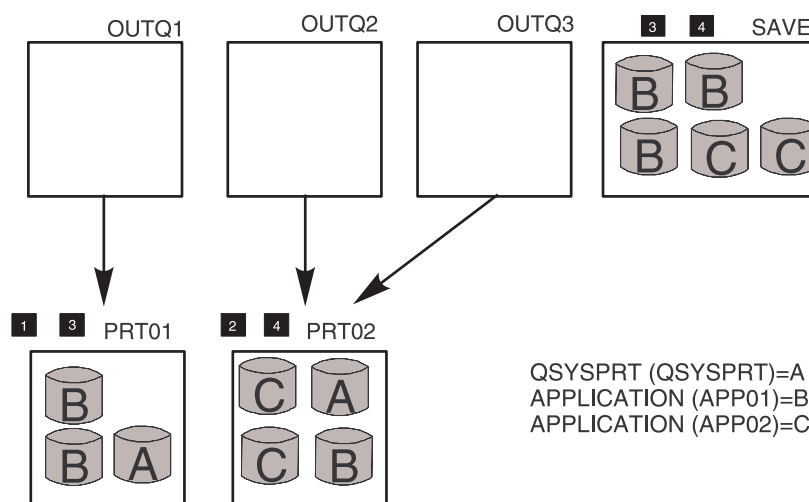 OUTQ1
OUTQ2
OUTQ3
3 4 SAVE
B B
B C C
1 3 PRT01
2 4 PRT02
B
B A
C A
C B
QSYSPRT (QSYSPRT)=A
APPLICATION (APP01)=B
APPLICATION (APP02)=C